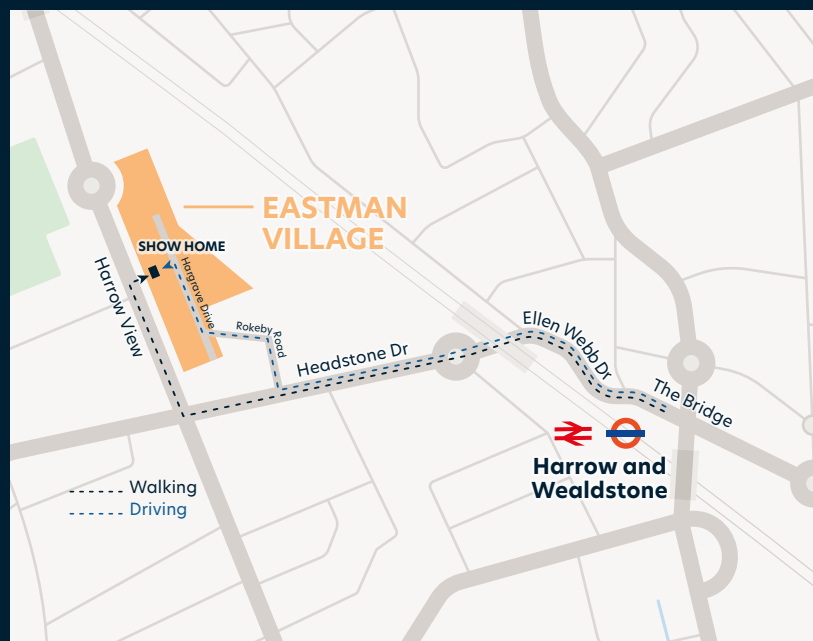 EASTMAN
VILLAGE
SHOW HOME
Hargrave Drive
Harrow View
Rokeby
Road
Headstone Dr
Ellen Webb Dr
The Bridge
Harrow and
Wealdstone
Walking
Driving